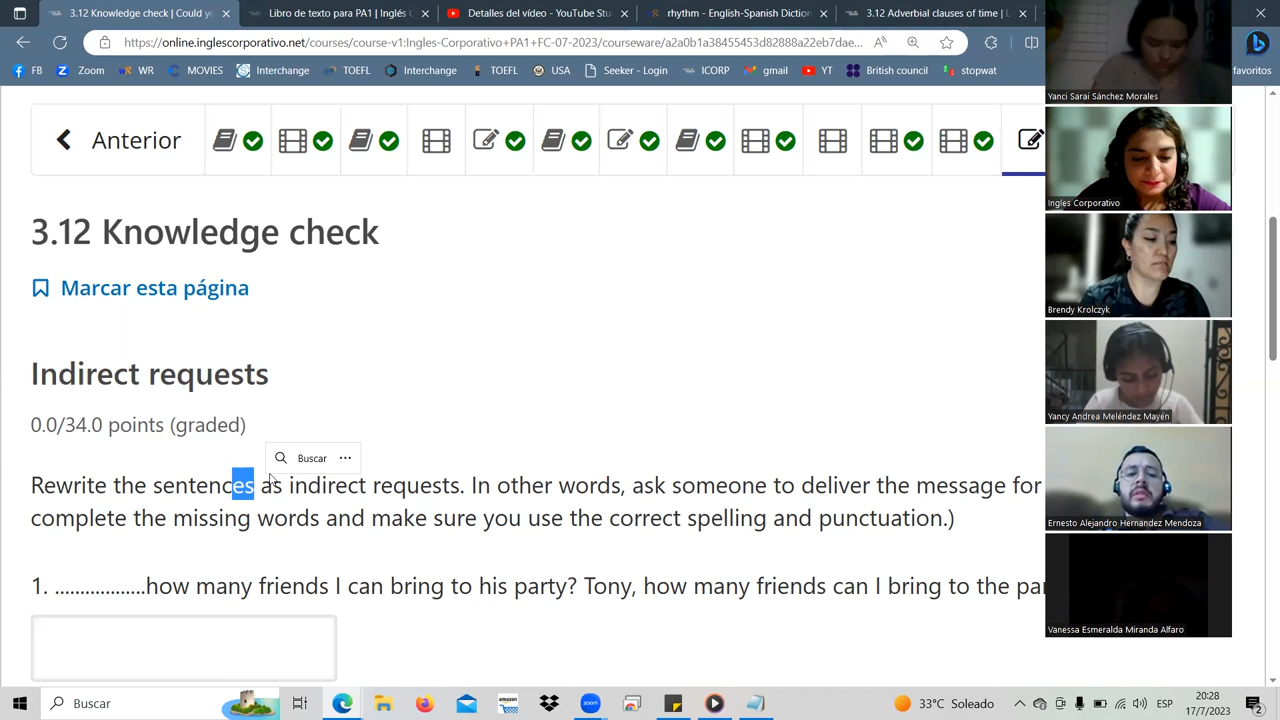 3.12 Knowledge check | Could y
Libro de texto para PA1 | Inglés
Detalles del vídeo - YouTube Stu
rhythm - English-Spanish Diction
3.12 Adverbial clauses of time | L
https://online.inglescorporativo.net/courses/course-v1:Ingles-Corporativo+PA1+FC-07-2023/courseware/a2a0b1a38455453d82888a22eb7dae...
FB
Zoom
WR
MOVIES
Interchange
TOEFL
Interchange
TOEFL
USA
Seeker - Login
ICORP
gmail
YT
British council
stopwat
favoritos
Anterior
3.12 Knowledge check
Marcar esta página
Indirect requests
0.0/34.0 points (graded)
Buscar
Rewrite the sentences as indirect requests. In other words, ask someone to deliver the message for
complete the missing words and make sure you use the correct spelling and punctuation.)
1. ..................how many friends I can bring to his party? Tony, how many friends can I bring to the par
Yanci Sarai Sánchez Morales
Ingles Corporativo
Brendy Krolczyk
Yancy Andrea Meléndez Mayén
Ernesto Alejandro Hernandez Mendoza
Vanessa Esmeralda Miranda Alfaro
Buscar
amazon
zoom
33°C Soleado
ESP
20:28
17/7/2023
2